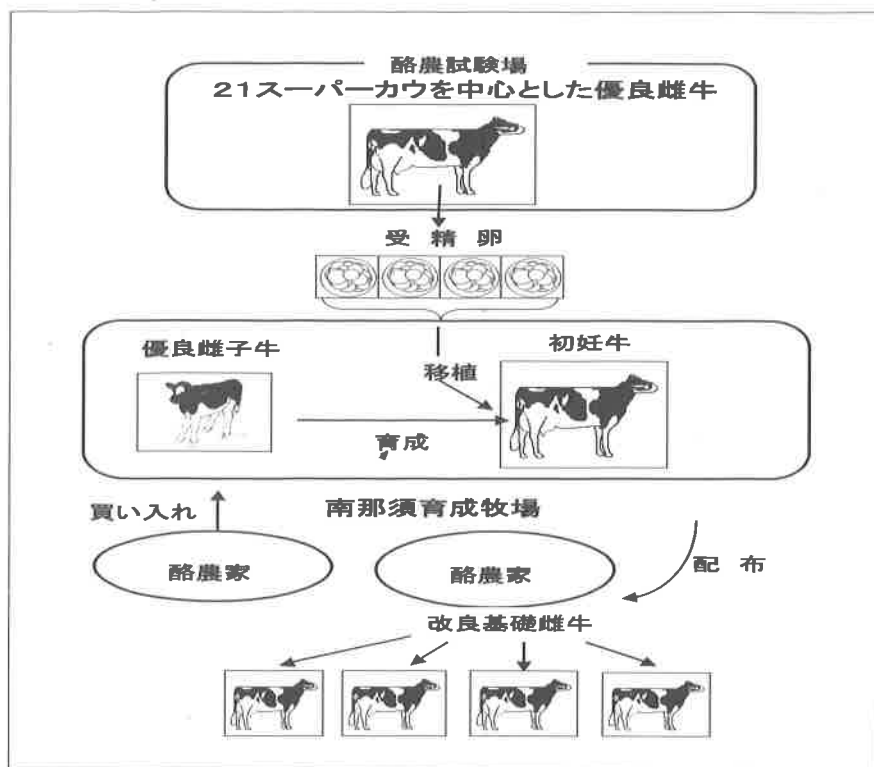 酪農試験場
21スーパーカウを中心とした優良雌牛
受精卵
優良雌子牛
初妊牛
移植
育成
買い入れ
南那須育成牧場
酪農家
酪農家
配布
改良基礎雌牛